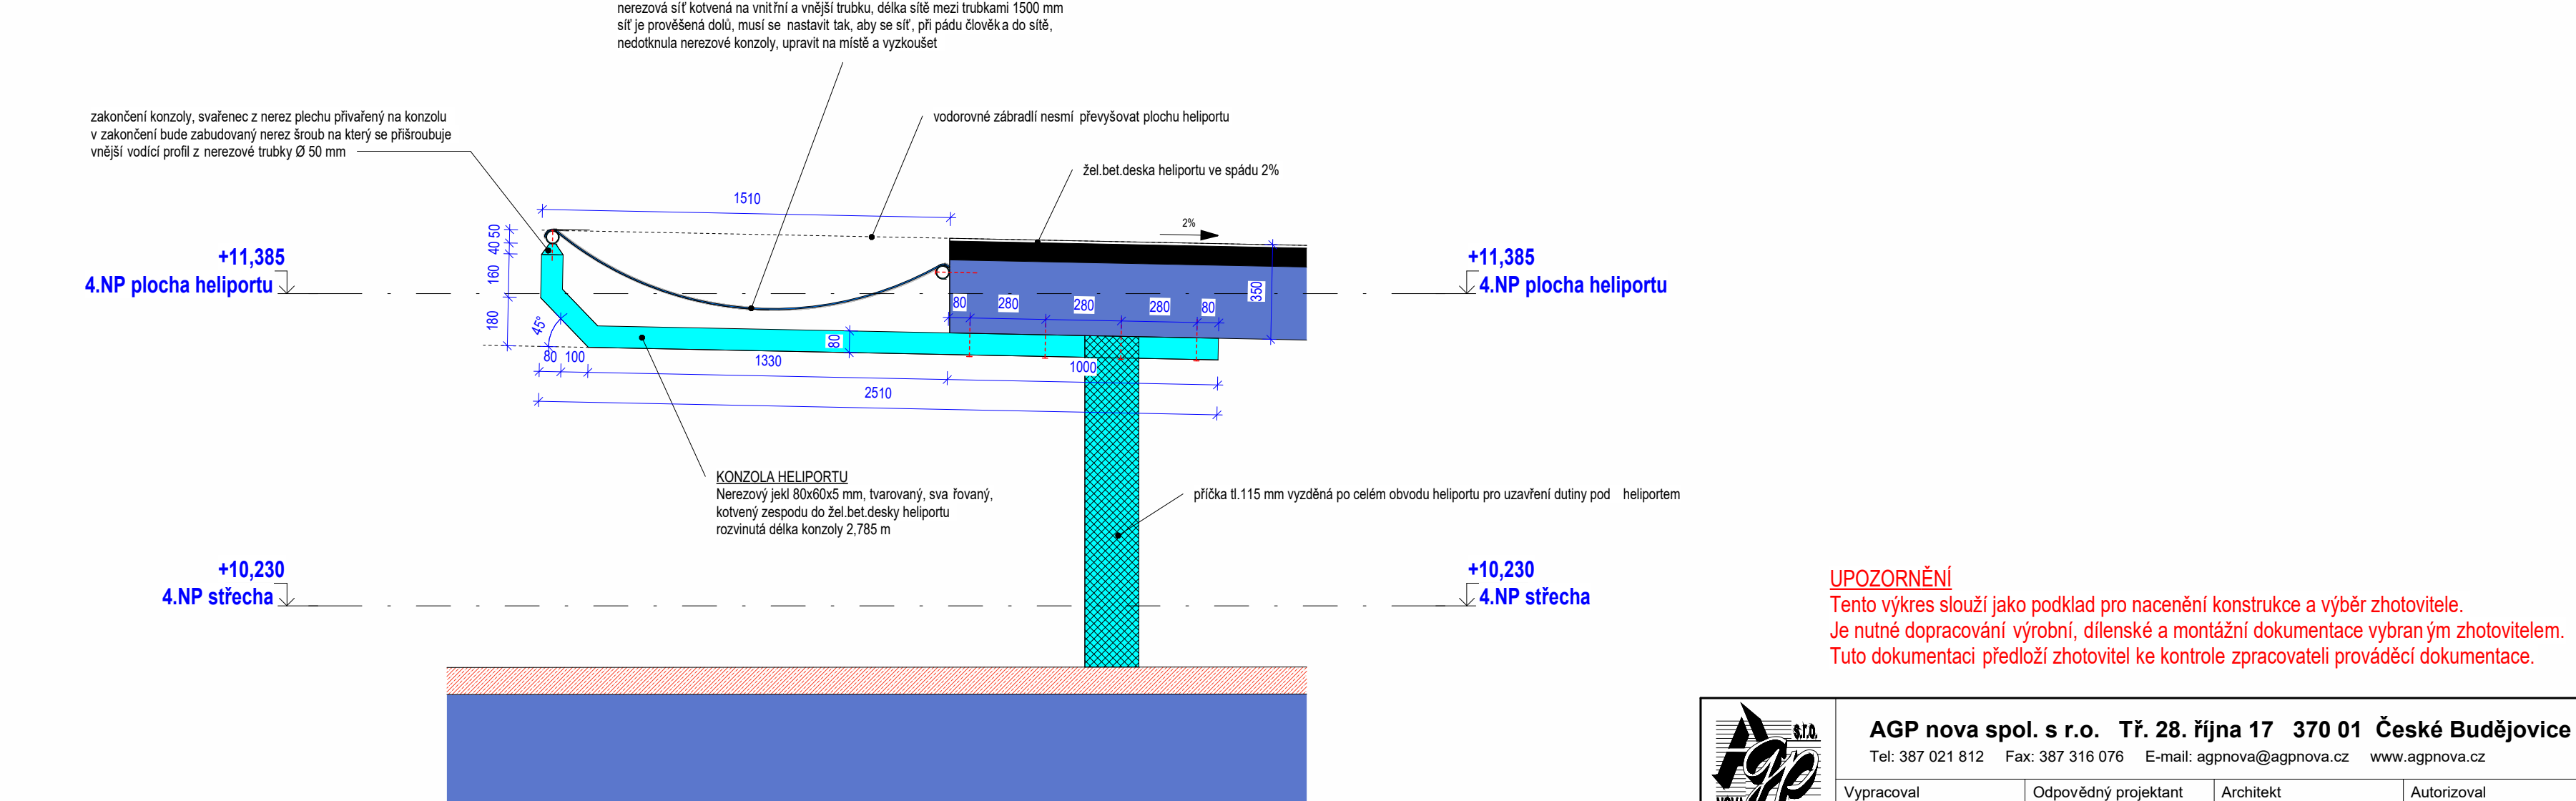 nerezová síť kotvená na vnitřní a vnější trubku, délka sítě mezi trubkami 1500 mm
síť je prověšená dolů, musí se nastavit tak, aby se síť, při pádu člověka do sítě,
nedotknula nerezové konzoly, upravit na místě a vyzkoušet
zakončení konzoly, svařenec z nerez plechu přivařený na konzolu
v zakončení bude zabudovaný nerez šroub na který se přišroubuje
vnější vodící profil z nerezové trubky Ø 50 mm
vodorovné zábradlí nesmí převyšovat plochu heliportu
žel.bet.deska heliportu ve spádu 2%
1510
2%
50
40
160
180
45°
+11,385
4.NP plocha heliportu
+11,385
4.NP plocha heliportu
80
280
280
280
80
350
80
80
100
1330
1000
2510
KONZOLA HELIPORTU
Nerezový jekl 80x60x5 mm, tvarovaný, svařovaný,
kotvený zespodu do žel.bet.desky heliportu
rozvinutá délka konzoly 2,785 m
příčka tl.115 mm vyzděná po celém obvodu heliportu pro uzavření dutiny pod heliportem
+10,230
4.NP střecha
+10,230
4.NP střecha
UPOZORNĚNÍ
Tento výkres slouží jako podklad pro nacenění konstrukce a výběr zhotovitele.
Je nutné dopracování výrobní, dílenské a montážní dokumentace vybraným zhotovitelem.
Tuto dokumentaci předloží zhotovitel ke kontrole zpracovateli prováděcí dokumentace.
Agp
s.r.o.
NOVA
AGP nova spol. s r.o. Tř. 28. října 17 370 01 České Budějovice
Tel: 387 021 812 Fax: 387 316 076 E-mail: agpnova@agpnova.cz www.agpnova.cz
Vypracoval
Odpovědný projektant
Architekt
Autorizoval